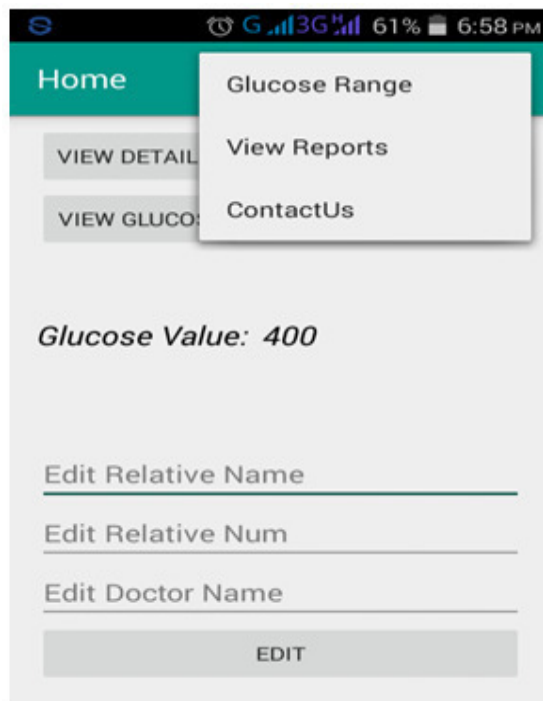 G 3G H 61% 6:58 PM
Home
Glucose Range
View Reports
ContactUs
VIEW DETAIL
VIEW GLUCO
Glucose Value: 400
Edit Relative Name
Edit Relative Num
Edit Doctor Name
EDIT